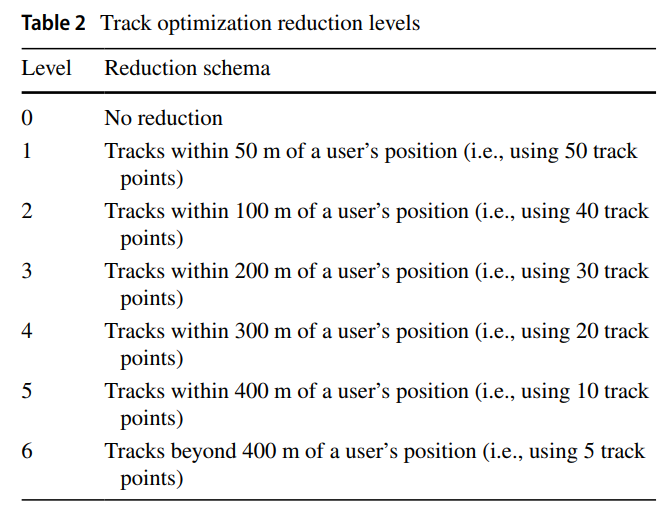 Table 2 Track optimization reduction levels
Level Reduction schema
0 No reduction
1 Tracks within 50 m of a user’s position (i.e., using 50 track
points)
2 Tracks within 100 m of a user’s position (i.e., using 40 track
points)
3 Tracks within 200 m of a user’s position (i.e., using 30 track
points)
4 Tracks within 300 m of a user’s position (i.e., using 20 track
points)
5 Tracks within 400 m of a user’s position (i.e., using 10 track
points)
6 Tracks beyond 400 m of a user’s position (i.e., using 5 track
points)